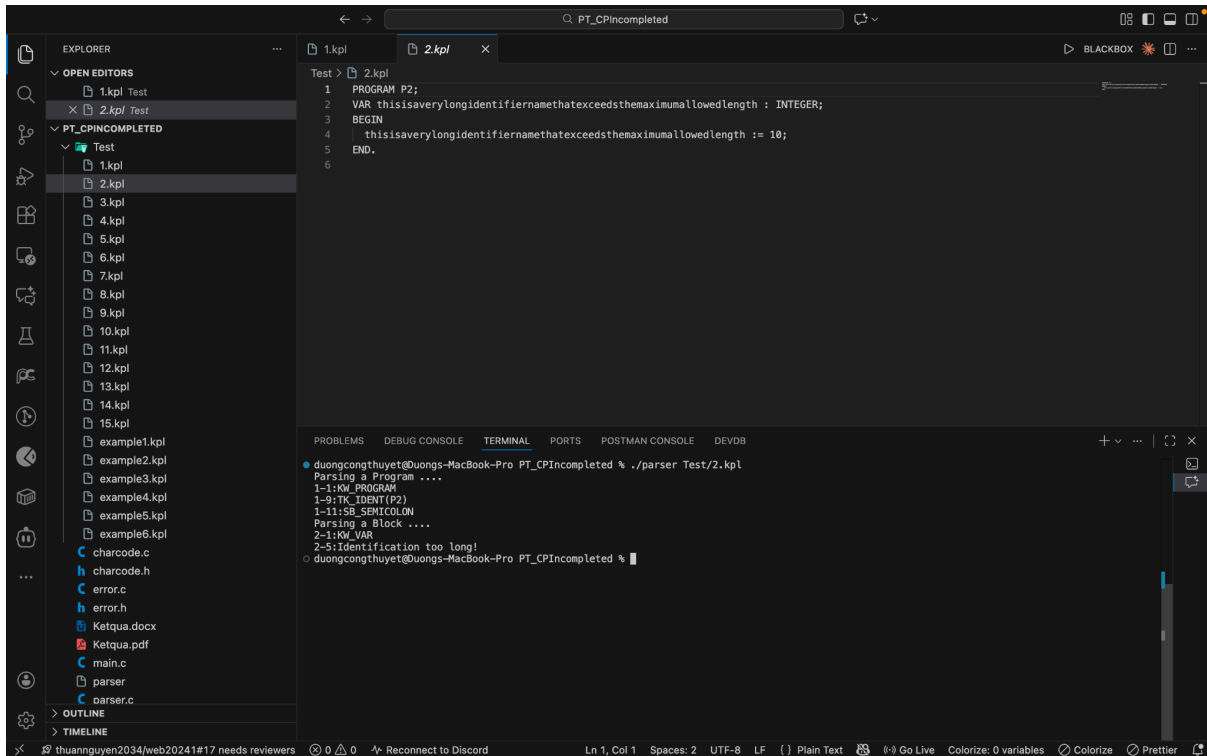 PT_CPIncompleted
EXPLORER
OPEN EDITORS
1.kpl Test
2.kpl Test
PT_CPINCOMPLETED
Test
1.kpl
2.kpl
3.kpl
4.kpl
5.kpl
6.kpl
7.kpl
8.kpl
9.kpl
10.kpl
11.kpl
12.kpl
13.kpl
14.kpl
15.kpl
example1.kpl
example2.kpl
example3.kpl
example4.kpl
example5.kpl
example6.kpl
C charcode.c
h charcode.h
C error.c
h error.h
Ketqua.docx
Ketqua.pdf
C main.c
parser
C parser.c
OUTLINE
TIMELINE
1.kpl 2.kpl BLACKBOX
Test > 2.kpl
1 PROGRAM P2;
2 VAR thisisaverylongidentifiernamethatexceedsthemaximumallowedlength : INTEGER;
3 BEGIN
4 thisisaverylongidentifiernamethatexceedsthemaximumallowedlength := 10;
5 END.
6
PROBLEMS DEBUG CONSOLE TERMINAL PORTS POSTMAN CONSOLE DEVDB
duongcongthuyet@Duongs-MacBook-Pro PT_CPIncompleted % ./parser Test/2.kpl
Parsing a Program ....
1-1:KW_PROGRAM
1-9:TK_IDENT(P2)
1-11:SB_SEMICOLON
Parsing a Block ....
2-1:KW_VAR
2-5:Identification too long!
duongcongthuyet@Duongs-MacBook-Pro PT_CPIncompleted %
thuannguyen2034/web20241#17 needs reviewers 0 0 Reconnect to Discord Ln 1, Col 1 Spaces: 2 UTF-8 LF {} Plain Text Go Live Colorize: 0 variables Colorize Prettier